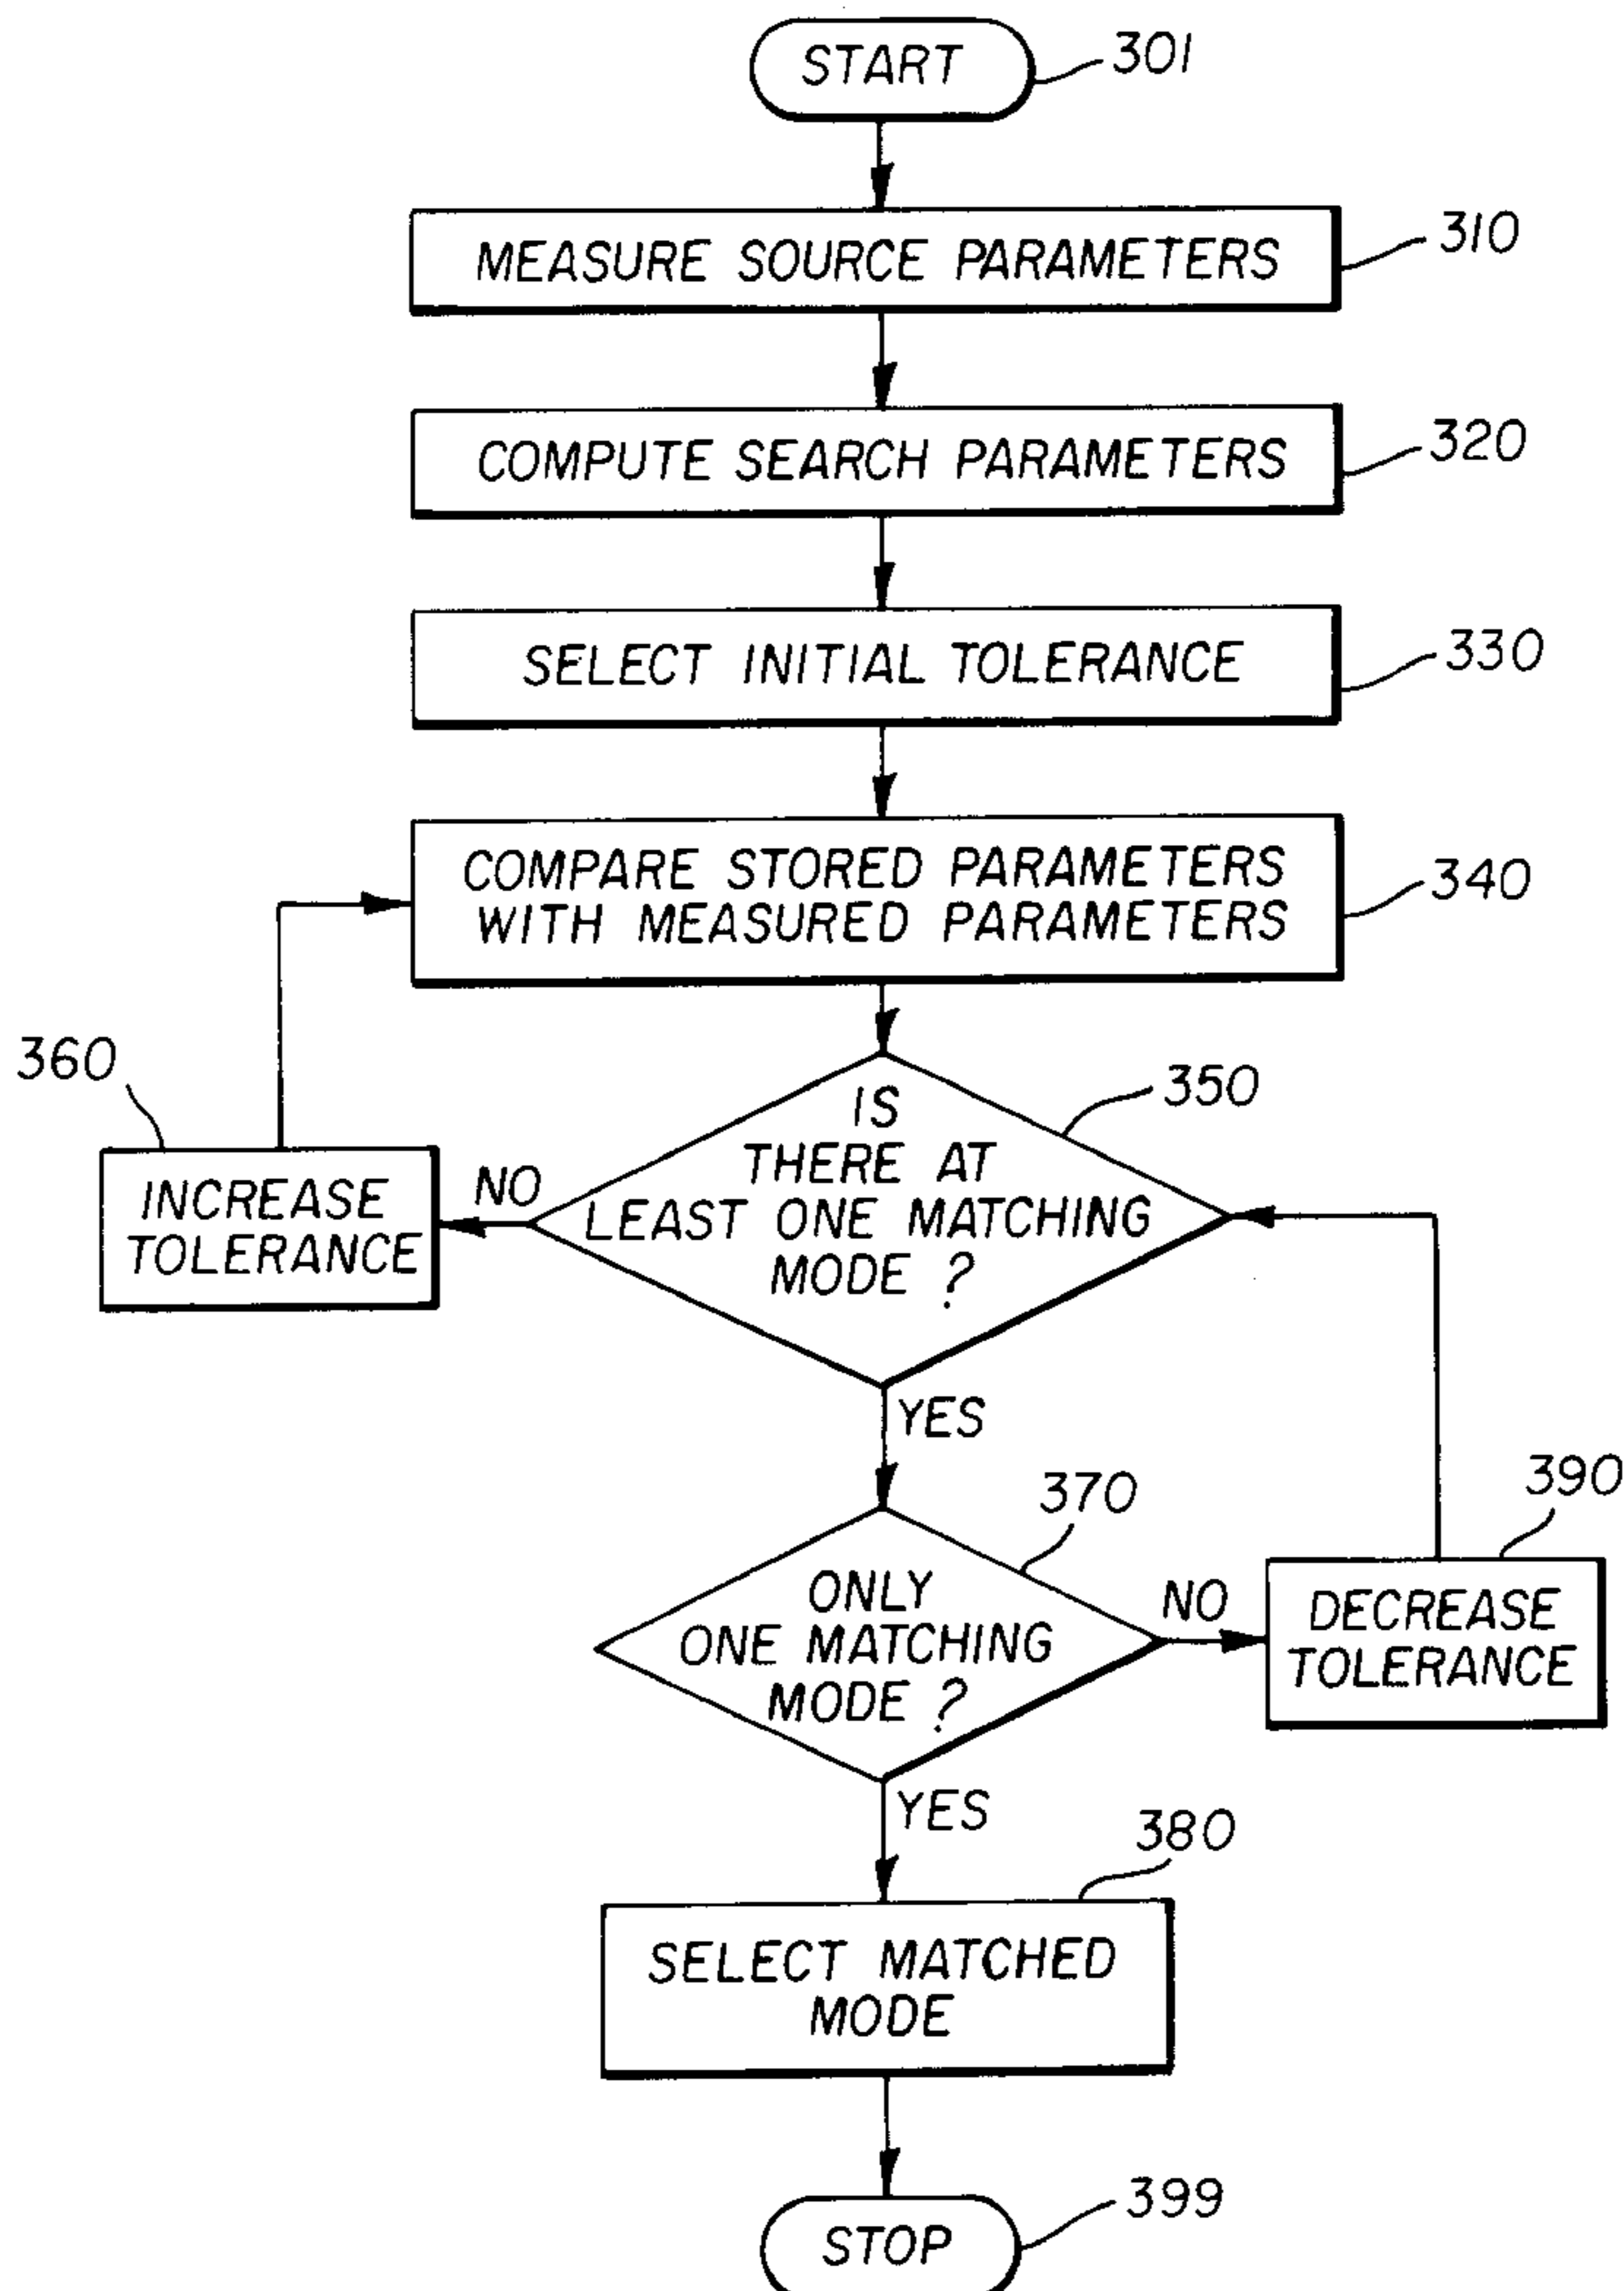 START
301
MEASURE SOURCE PARAMETERS
310
COMPUTE SEARCH PARAMETERS
320
SELECT INITIAL TOLERANCE
330
COMPARE STORED PARAMETERS
WITH MEASURED PARAMETERS
340
360
350
IS
THERE AT
LEAST ONE MATCHING
MODE ?
NO
INCREASE
TOLERANCE
YES
370
390
ONLY
ONE MATCHING
MODE ?
NO
DECREASE
TOLERANCE
YES
380
SELECT MATCHED
MODE
399
STOP